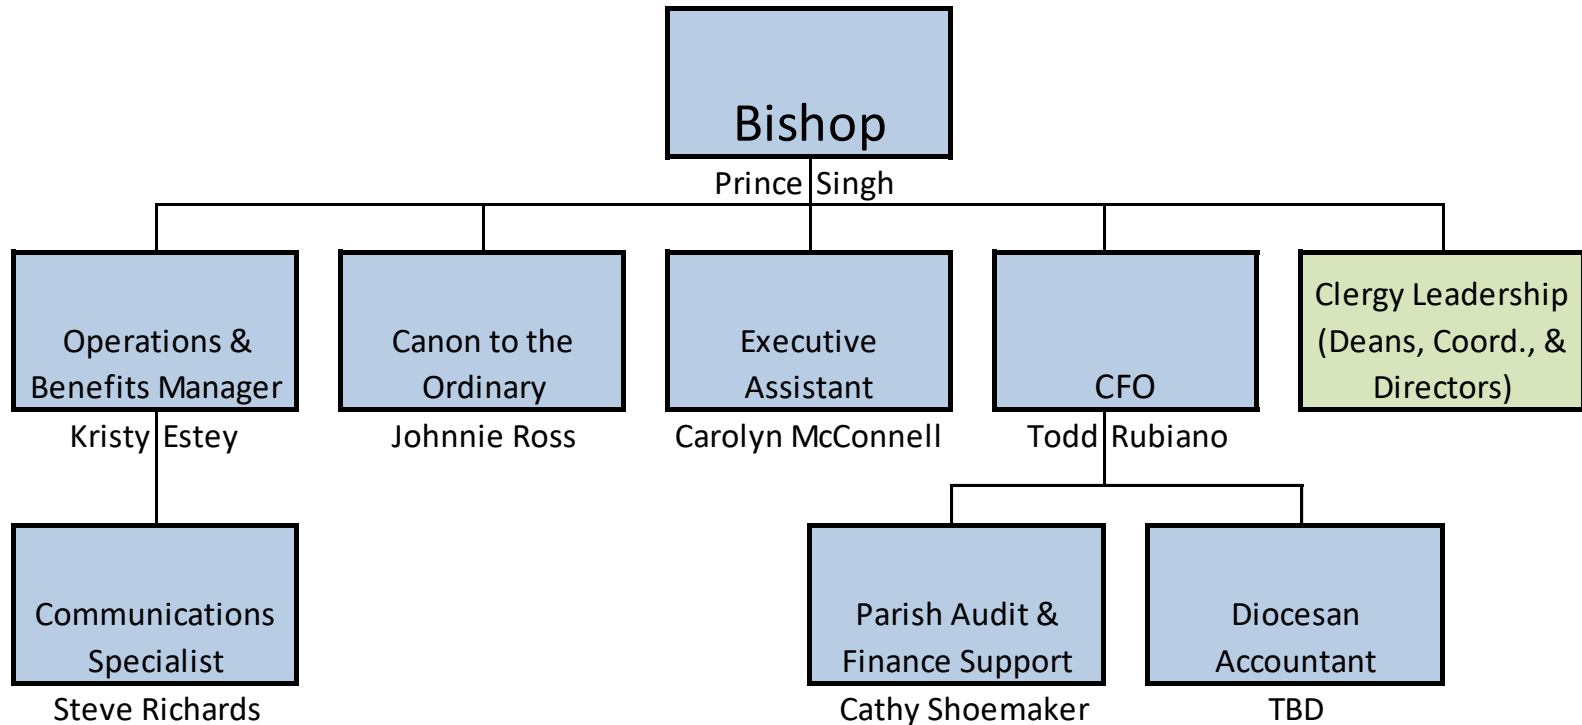 Bishop
Prince Singh
Operations &
Benefits Manager
Kristy Estey
Canon to the
Ordinary
Johnnie Ross
Executive
Assistant
Carolyn McConnell
CFO
Todd Rubiano
Clergy Leadership
(Deans, Coord., &
Directors)
Communications
Specialist
Steve Richards
Parish Audit &
Finance Support
Cathy Shoemaker
Diocesan
Accountant
TBD